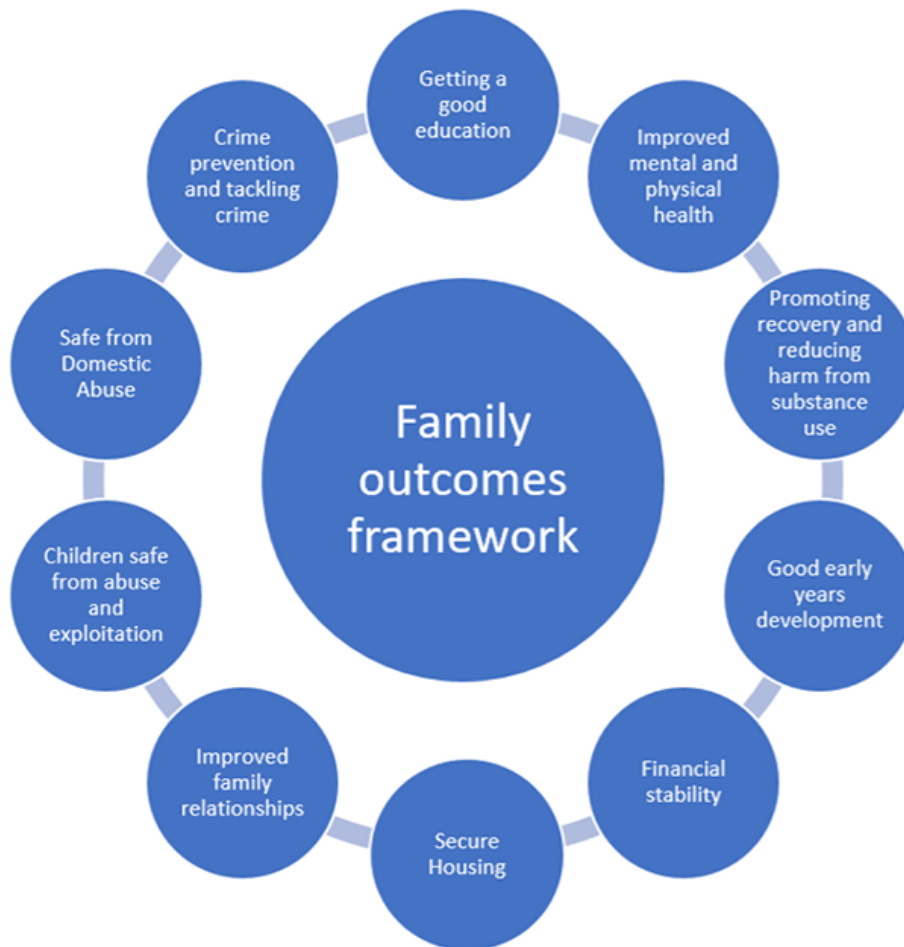 Getting a
good
education
Improved
mental and
physical
health
Promoting
recovery and
reducing
harm from
substance
use
Good early
years
development
Financial
stability
Secure
Housing
Improved
family
relationships
Children safe
from abuse
and
exploitation
Safe from
Domestic
Abuse
Crime
prevention
and tackling
crime
Family
outcomes
framework